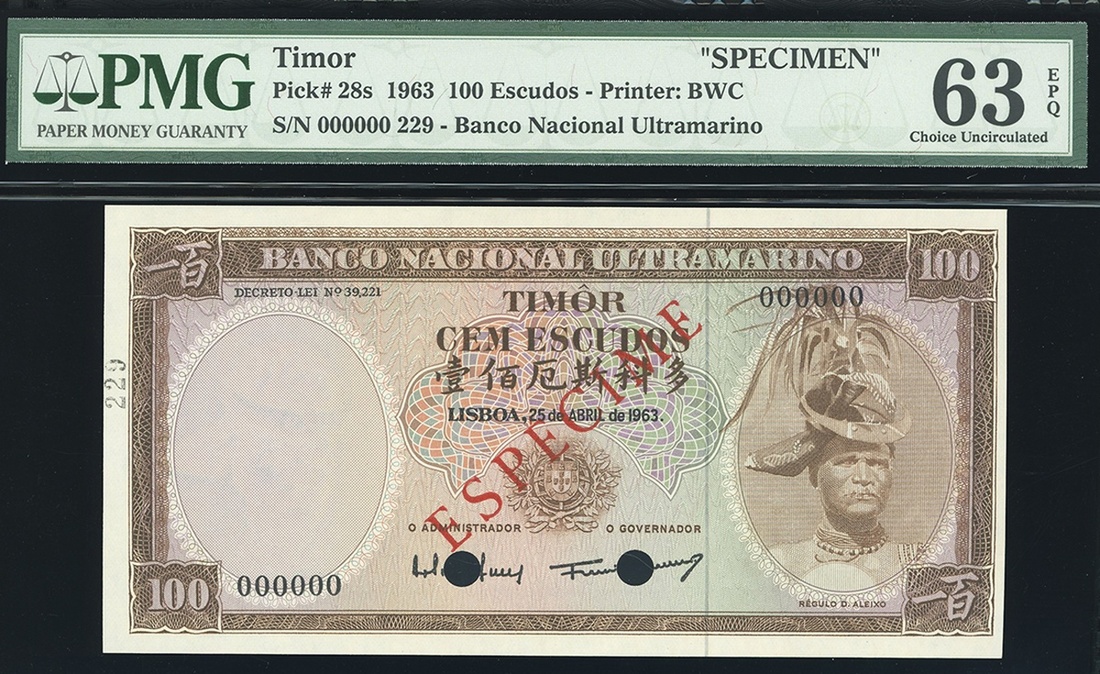 PMG
PAPER MONEY GUARANTY
Timor "SPECIMEN"
Pick# 28s 1963 100 Escudos - Printer: BWC
S/N 000000 229 - Banco Nacional Ultramarino
63
EPQ
Choice Uncirculated
一百
BANCO NACIONAL ULTRAMARINO
100
DECRETO-LEI Nº 39,221
TIMÔR
000000
CEM ESCUDOS
壹佰厄斯科多
LISBOA, 25 de ABRIL de 1963.
ESPECIME
229
O ADMINISTRADOR
O GOVERNADOR
100
000000
RÉGULO D. ALEIXO
一百